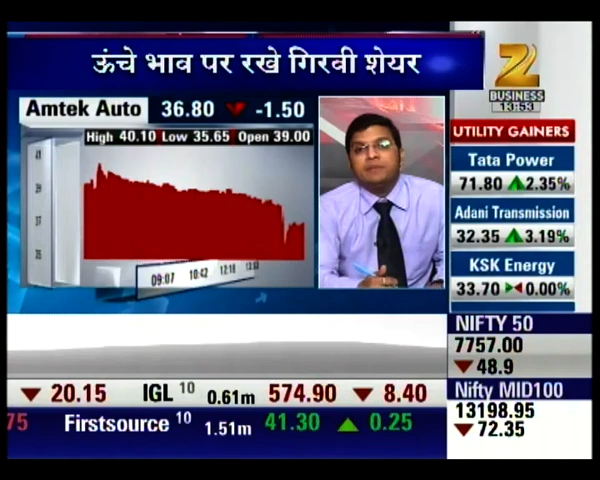 ऊंचे भाव पर रखे गिरवी शेयर
Z
BUSINESS
13:53
Amtek Auto 36.80 -1.50
High 40.10 Low 35.65 Open 39.00
09:07 10:42 12:18
UTILITY GAINERS
Tata Power
71.80 2.35%
Adani Transmission
32.35 3.19%
KSK Energy
33.70 0.00%
NIFTY 50
7757.00
48.9
Nifty MID100
13198.95
72.35
20.15 IGL 10 0.61m 574.90 8.40
75 Firstsource 10 1.51m 41.30 0.25